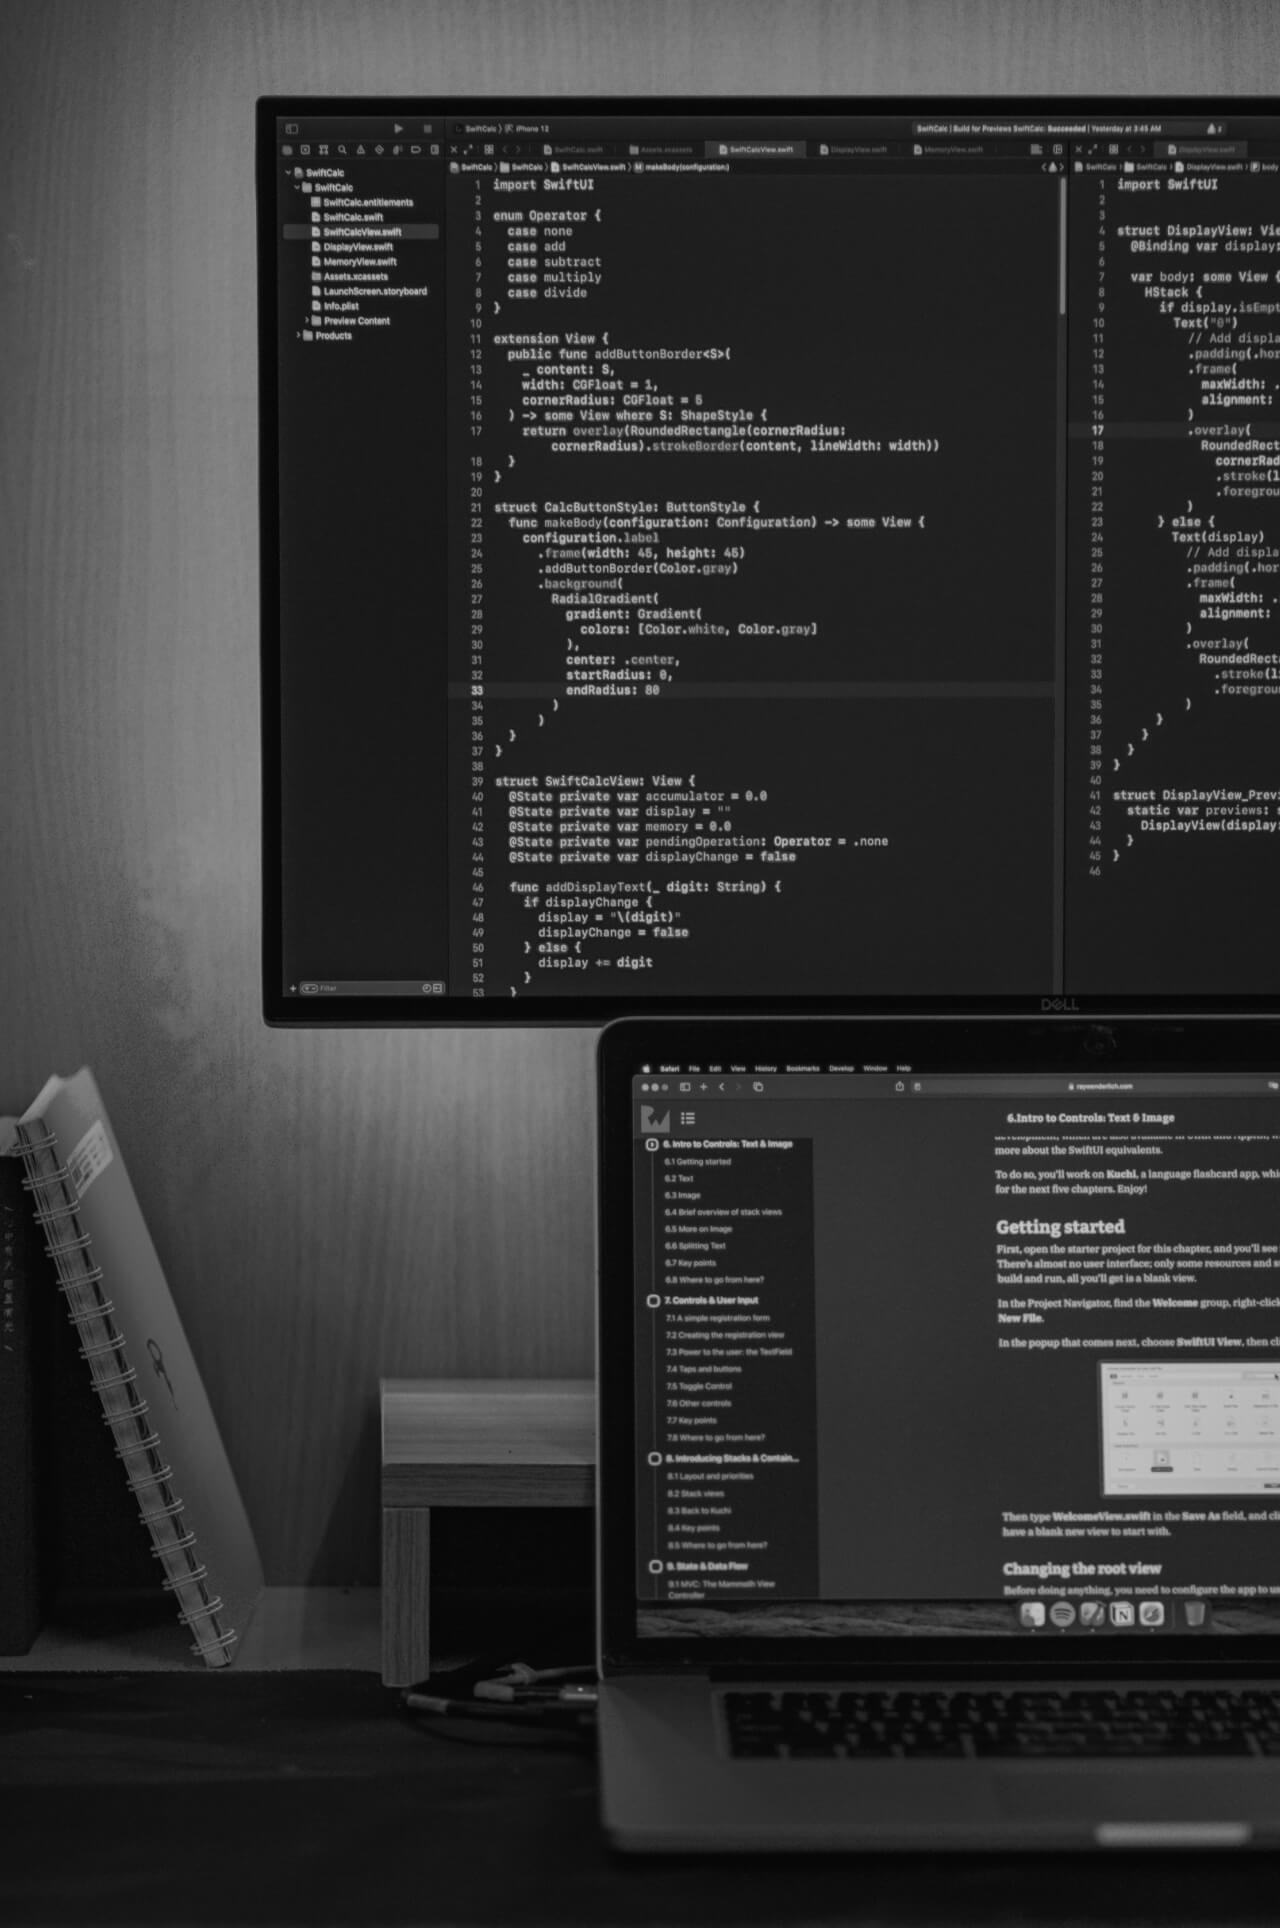 SwiftCalc
iPhone 12
SwiftCalc | Build for Previews SwiftCalc: Succeeded | Yesterday at 3:45 AM
SwiftCalc.swift
Assets.xcassets
SwiftCalcView.swift
DisplayView.swift
MemoryView.swift
DisplayView.swift
SwiftCalc
SwiftCalc
SwiftCalcView.swift
M makeBody(configuration:)
SwiftCalc
SwiftCalc
DisplayView.swift
P body
SwiftCalc
SwiftCalc
SwiftCalc.entitlements
SwiftCalc.swift
SwiftCalcView.swift
DisplayView.swift
MemoryView.swift
Assets.xcassets
LaunchScreen.storyboard
Info.plist
Preview Content
Products
Filter
1 import SwiftUI
2
3 enum Operator {
4 case none
5 case add
6 case subtract
7 case multiply
8 case divide
9 }
10
11 extension View {
12 public func addButtonBorder<S>(
13 _ content: S,
14 width: CGFloat = 1,
15 cornerRadius: CGFloat = 5
16 ) -> some View where S: ShapeStyle {
17 return overlay(RoundedRectangle(cornerRadius:
cornerRadius).strokeBorder(content, lineWidth: width))
18 }
19 }
20
21 struct CalcButtonStyle: ButtonStyle {
22 func makeBody(configuration: Configuration) -> some View {
23 configuration.label
24 .frame(width: 45, height: 45)
25 .addButtonBorder(Color.gray)
26 .background(
27 RadialGradient(
28 gradient: Gradient(
29 colors: [Color.white, Color.gray]
30 ),
31 center: .center,
32 startRadius: 0,
33 endRadius: 80
34 )
35 )
36 }
37 }
38
39 struct SwiftCalcView: View {
40 @State private var accumulator = 0.0
41 @State private var display = ""
42 @State private var memory = 0.0
43 @State private var pendingOperation: Operator = .none
44 @State private var displayChange = false
45
46 func addDisplayText(_ digit: String) {
47 if displayChange {
48 display = "\(digit)"
49 displayChange = false
50 } else {
51 display += digit
52 }
53 }
1 import SwiftUI
2
3
4 struct DisplayView: Vie
5 @Binding var display:
6
7 var body: some View {
8 HStack {
9 if display.isEmpt
10 Text("0")
11 // Add displa
12 .padding(.hor
13 .frame(
14 maxWidth: .
15 alignment:
16 )
17 .overlay(
18 RoundedRect
19 cornerRad
20 .stroke(l
21 .foregrou
22 )
23 } else {
24 Text(display)
25 // Add displa
26 .padding(.hor
27 .frame(
28 maxWidth: .
29 alignment:
30 )
31 .overlay(
32 RoundedRect
33 .stroke(li
34 .foregroun
35 )
36 }
37 }
38 }
39 }
40
41 struct DisplayView_Previ
42 static var previews: s
43 DisplayView(display:
44 }
45 }
46
DELL
Safari File Edit View History Bookmarks Develop Window Help
raywenderlich.com
6.Intro to Controls: Text & Image
6. Intro to Controls: Text & Image
6.1 Getting started
6.2 Text
6.3 Image
6.4 Brief overview of stack views
6.5 More on Image
6.6 Splitting Text
6.7 Key points
6.8 Where to go from here?
7. Controls & User Input
7.1 A simple registration form
7.2 Creating the registration view
7.3 Power to the user: the TextField
7.4 Taps and buttons
7.5 Toggle Control
7.6 Other controls
7.7 Key points
7.8 Where to go from here?
8. Introducing Stacks & Contain...
8.1 Layout and priorities
8.2 Stack views
8.3 Back to Kuchi
8.4 Key points
8.5 Where to go from here?
9. State & Data Flow
9.1 MVC: The Mammoth View
Controller
more about the SwiftUI equivalents.
To do so, you'll work on Kuchi, a language flashcard app, whi
for the next five chapters. Enjoy!
Getting started
First, open the starter project for this chapter, and you'll see
There's almost no user interface; only some resources and s
build and run, all you'll get is a blank view.
In the Project Navigator, find the Welcome group, right-click
New File.
In the popup that comes next, choose SwiftUI View, then cli
Then type WelcomeView.swift in the Save As field, and cli
have a blank new view to start with.
Changing the root view
Before doing anything, you need to configure the app to us